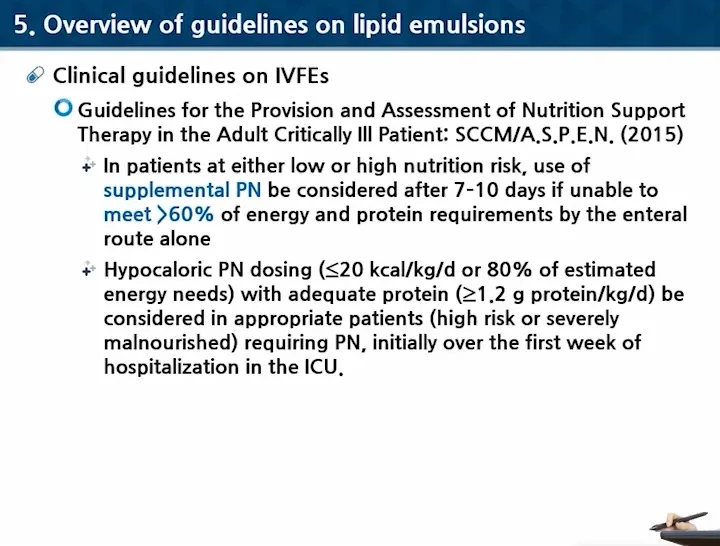 5. Overview of guidelines on lipid emulsions
Clinical guidelines on IVFEs
Guidelines for the Provision and Assessment of Nutrition Support
Therapy in the Adult Critically Ill Patient: SCCM/A.S.P.E.N. (2015)
In patients at either low or high nutrition risk, use of
supplemental PN be considered after 7-10 days if unable to
meet >60% of energy and protein requirements by the enteral
route alone
Hypocaloric PN dosing (≤20 kcal/kg/d or 80% of estimated
energy needs) with adequate protein (≥1.2 g protein/kg/d) be
considered in appropriate patients (high risk or severely
malnourished) requiring PN, initially over the first week of
hospitalization in the ICU.